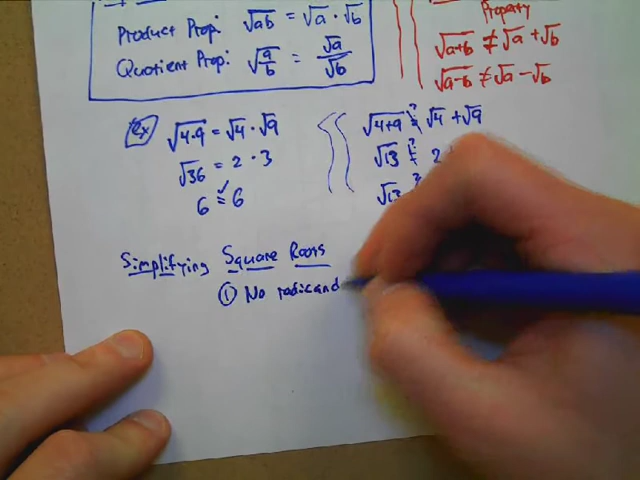 Property
Product Prop: √ab = √a · √b
Quotient Prop: √a/b = √a/√b
√a+b ≠ √a + √b
√a-b ≠ √a - √b
Ex
√4·9 = √4 · √9
√36 = 2 · 3
6 = 6
√4+9 ≟ √4 + √9
√13 ≟ 2
√13 ?
Simplifying Square Roots
① No radicand